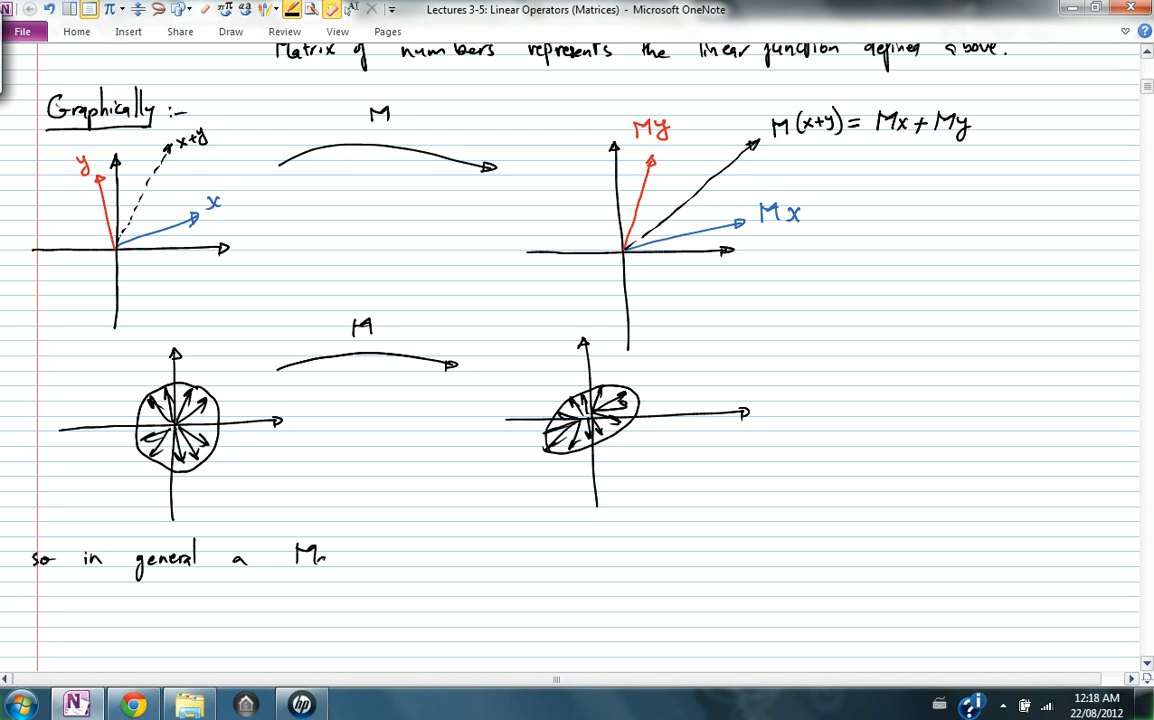 Lectures 3-5: Linear Operators (Matrices) - Microsoft OneNote
File Home Insert Share Draw Review View Pages
Matrix of numbers represents the linear function defined above.
Graphically :-
M
x+y
y
x
My
M(x+y) = Mx + My
Mx
M
so in general a
12:18 AM
22/08/2012